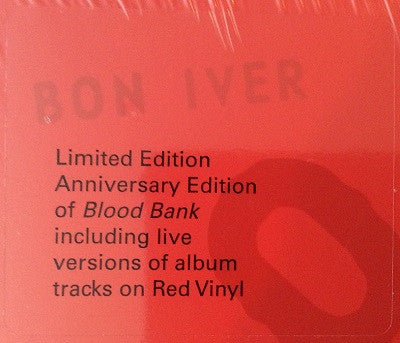 BON IVER
Limited Edition
Anniversary Edition
of Blood Bank
including live
versions of album
tracks on Red Vinyl